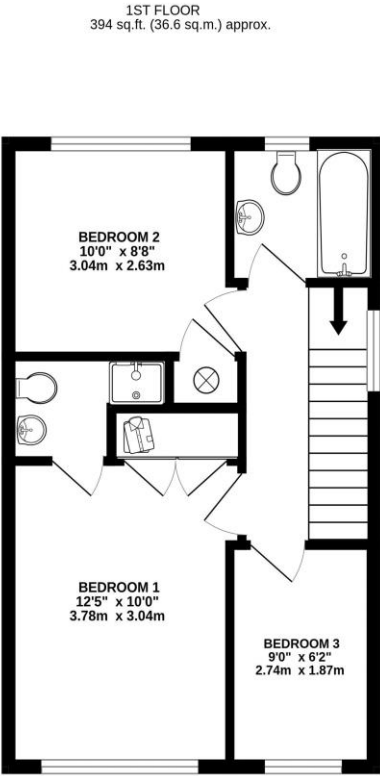 1ST FLOOR
394 sq.ft. (36.6 sq.m.) approx.
BEDROOM 2
10'0" x 8'8"
3.04m x 2.63m
BEDROOM 1
12'5" x 10'0"
3.78m x 3.04m
BEDROOM 3
9'0" x 6'2"
2.74m x 1.87m